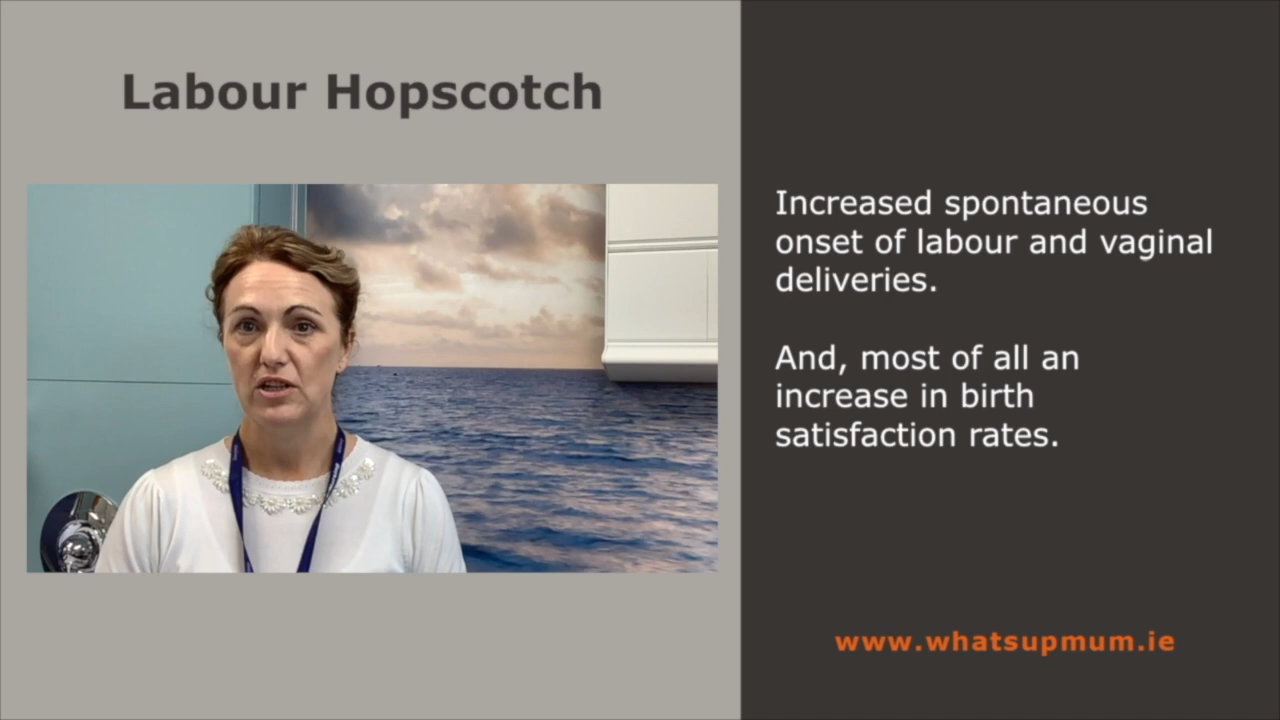 Labour Hopscotch
Increased spontaneous
onset of labour and vaginal
deliveries.
And, most of all an
increase in birth
satisfaction rates.
www.whatsupmum.ie